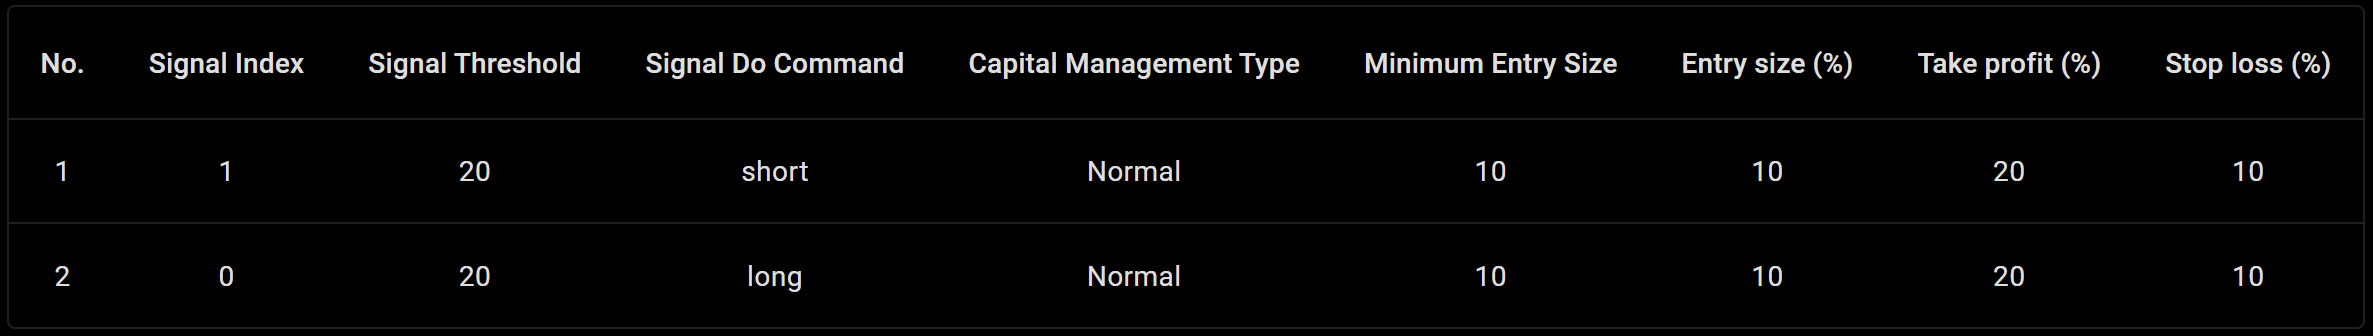 No. Signal Index Signal Threshold Signal Do Command Capital Management Type Minimum Entry Size Entry size (%) Take profit (%) Stop loss (%)
1 1 20 short Normal 10 10 20 10
2 0 20 long Normal 10 10 20 10